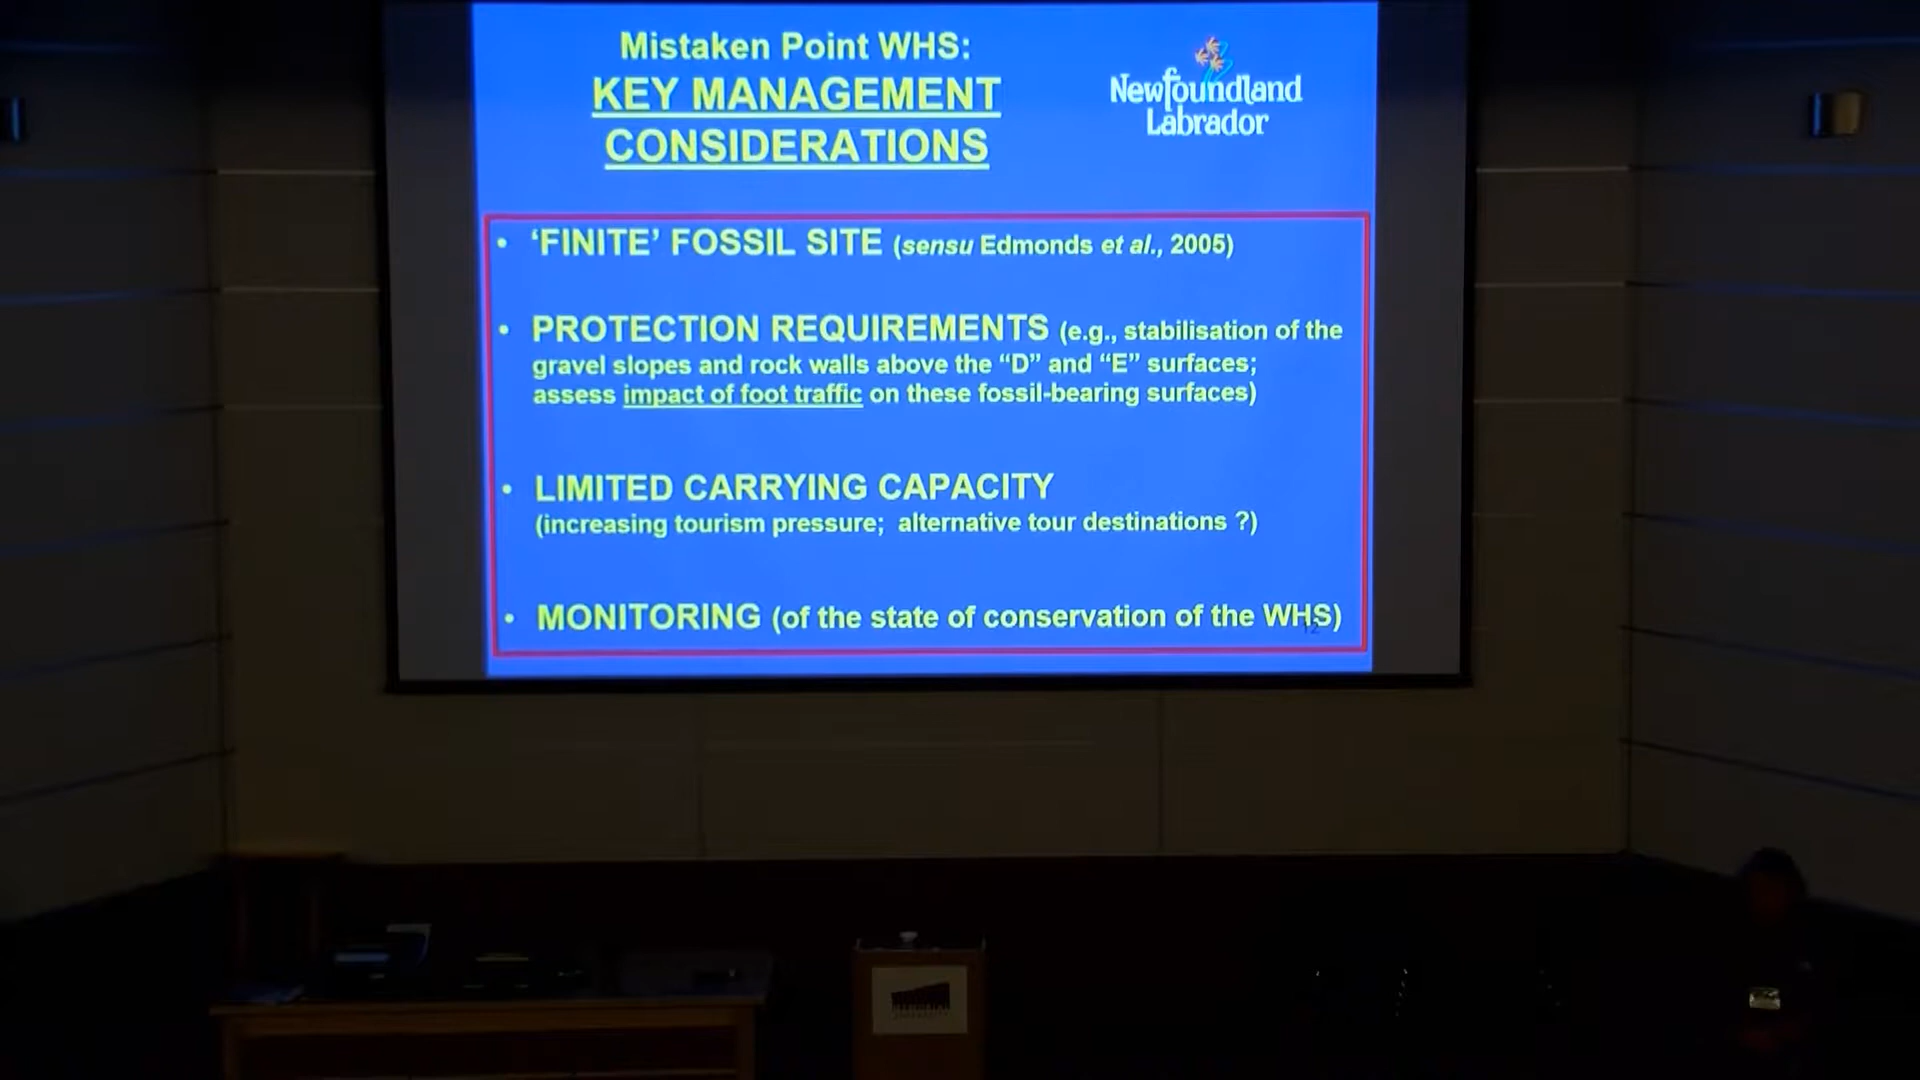 Mistaken Point WHS:
KEY MANAGEMENT
CONSIDERATIONS
Newfoundland
Labrador
• ‘FINITE’ FOSSIL SITE (sensu Edmonds et al., 2005)
• PROTECTION REQUIREMENTS (e.g., stabilisation of the
gravel slopes and rock walls above the “D” and “E” surfaces;
assess impact of foot traffic on these fossil-bearing surfaces)
• LIMITED CARRYING CAPACITY
(increasing tourism pressure; alternative tour destinations ?)
• MONITORING (of the state of conservation of the WHS)
12